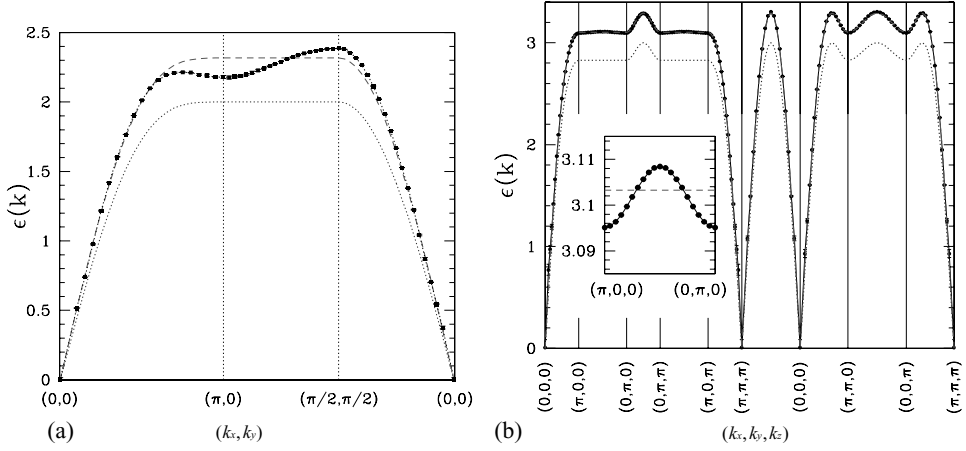 2.5
2
1.5
1
0.5
0
ϵ(k)
(0,0)
(π,0)
(π/2,π/2)
(0,0)
(a)
(kx,ky)
3
2
1
0
ϵ(k)
3.11
3.1
3.09
(π,0,0)
(0,π,0)
(0,0,0)
(π,0,0)
(0,π,0)
(0,π,π)
(π,0,π)
(π,π,π)
(0,0,0)
(π,π,0)
(0,0,π)
(π,π,π)
(b)
(kx,ky,kz)